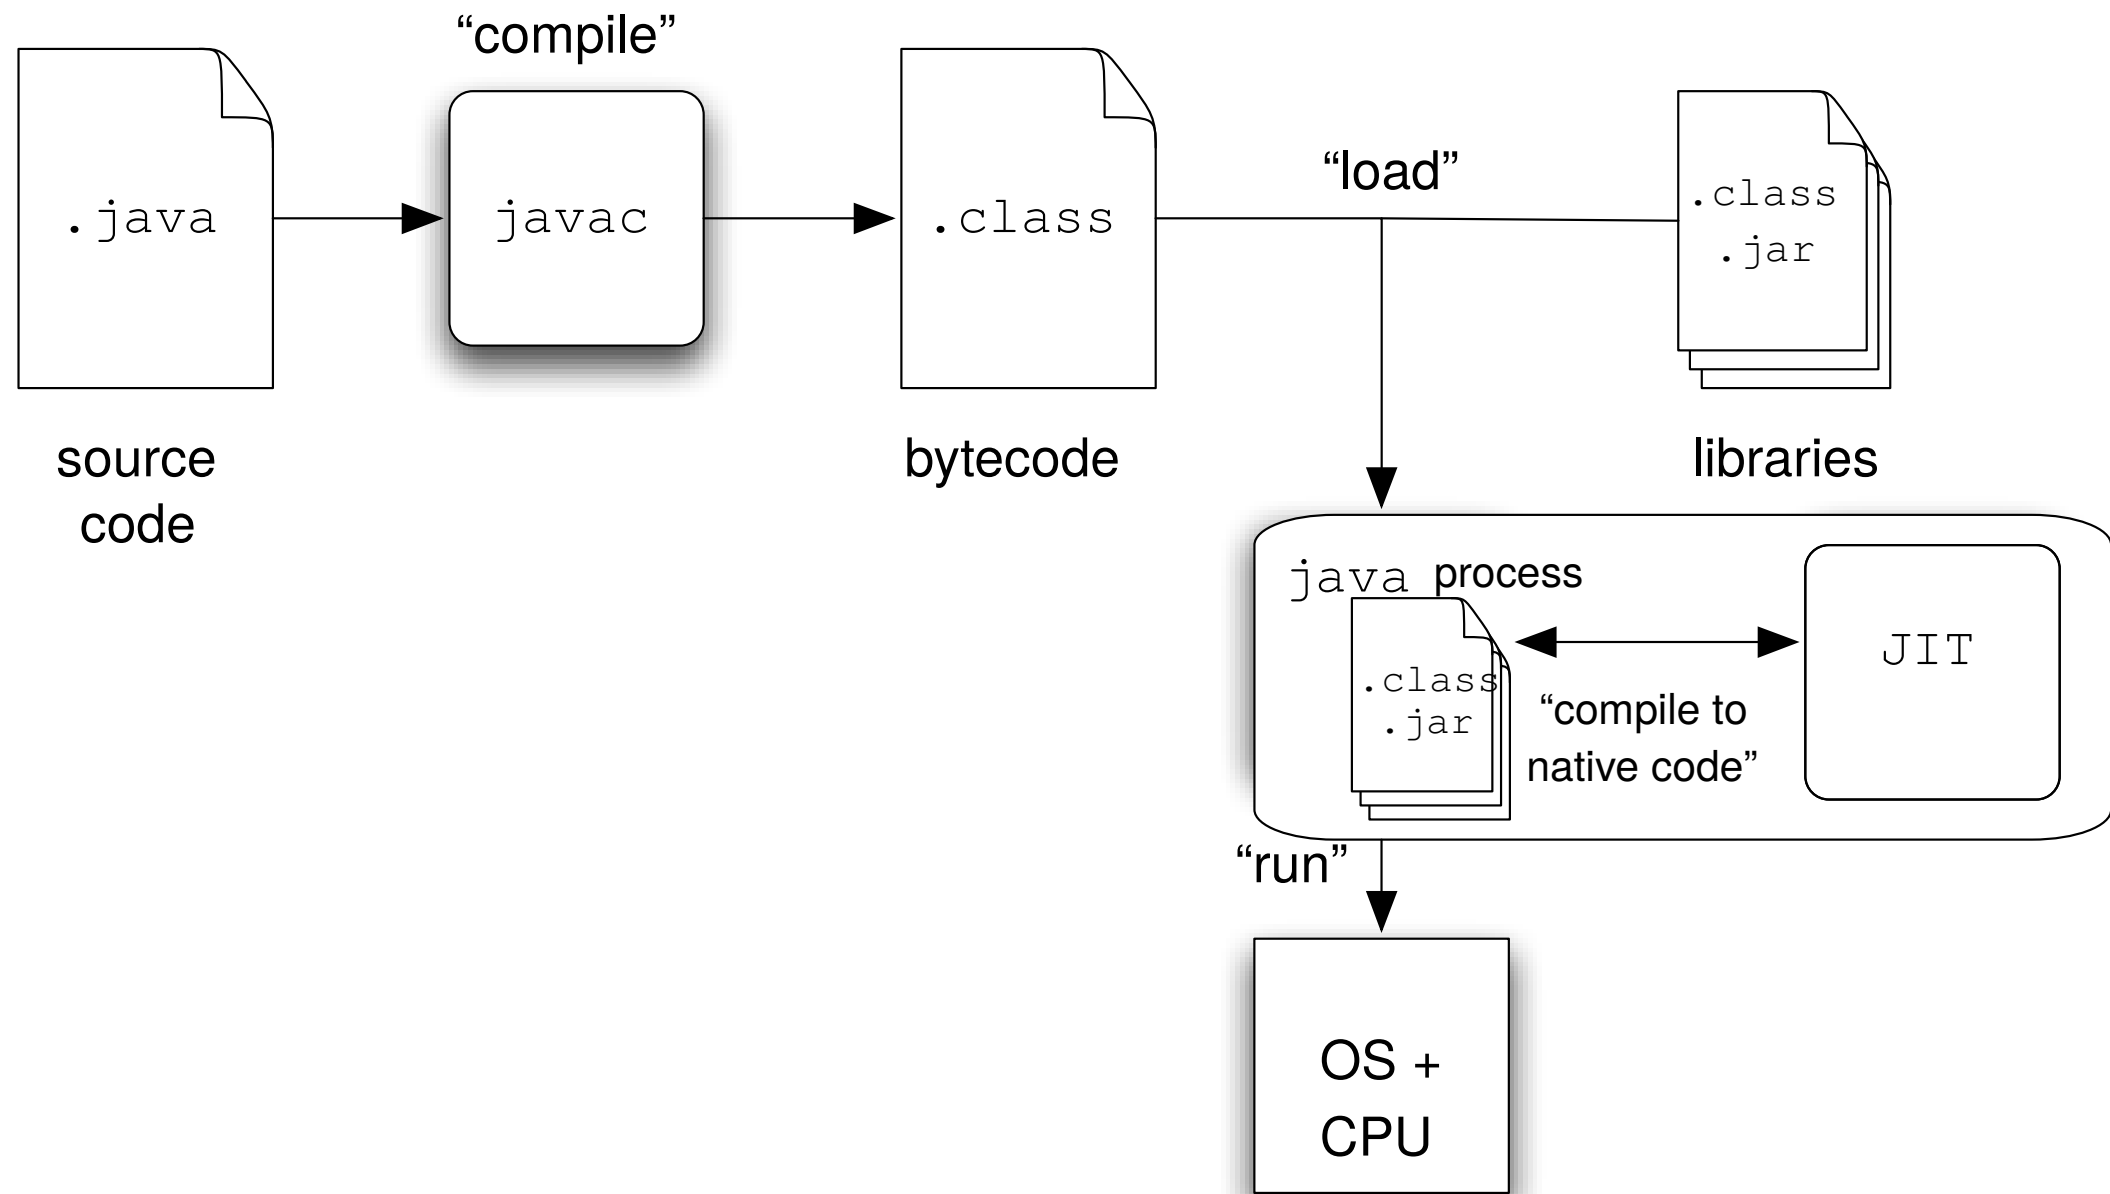 “compile”
.java
javac
.class
“load”
.class
.jar
source
code
bytecode
libraries
java process
.class
.jar
JIT
“compile to
native code”
“run”
OS +
CPU